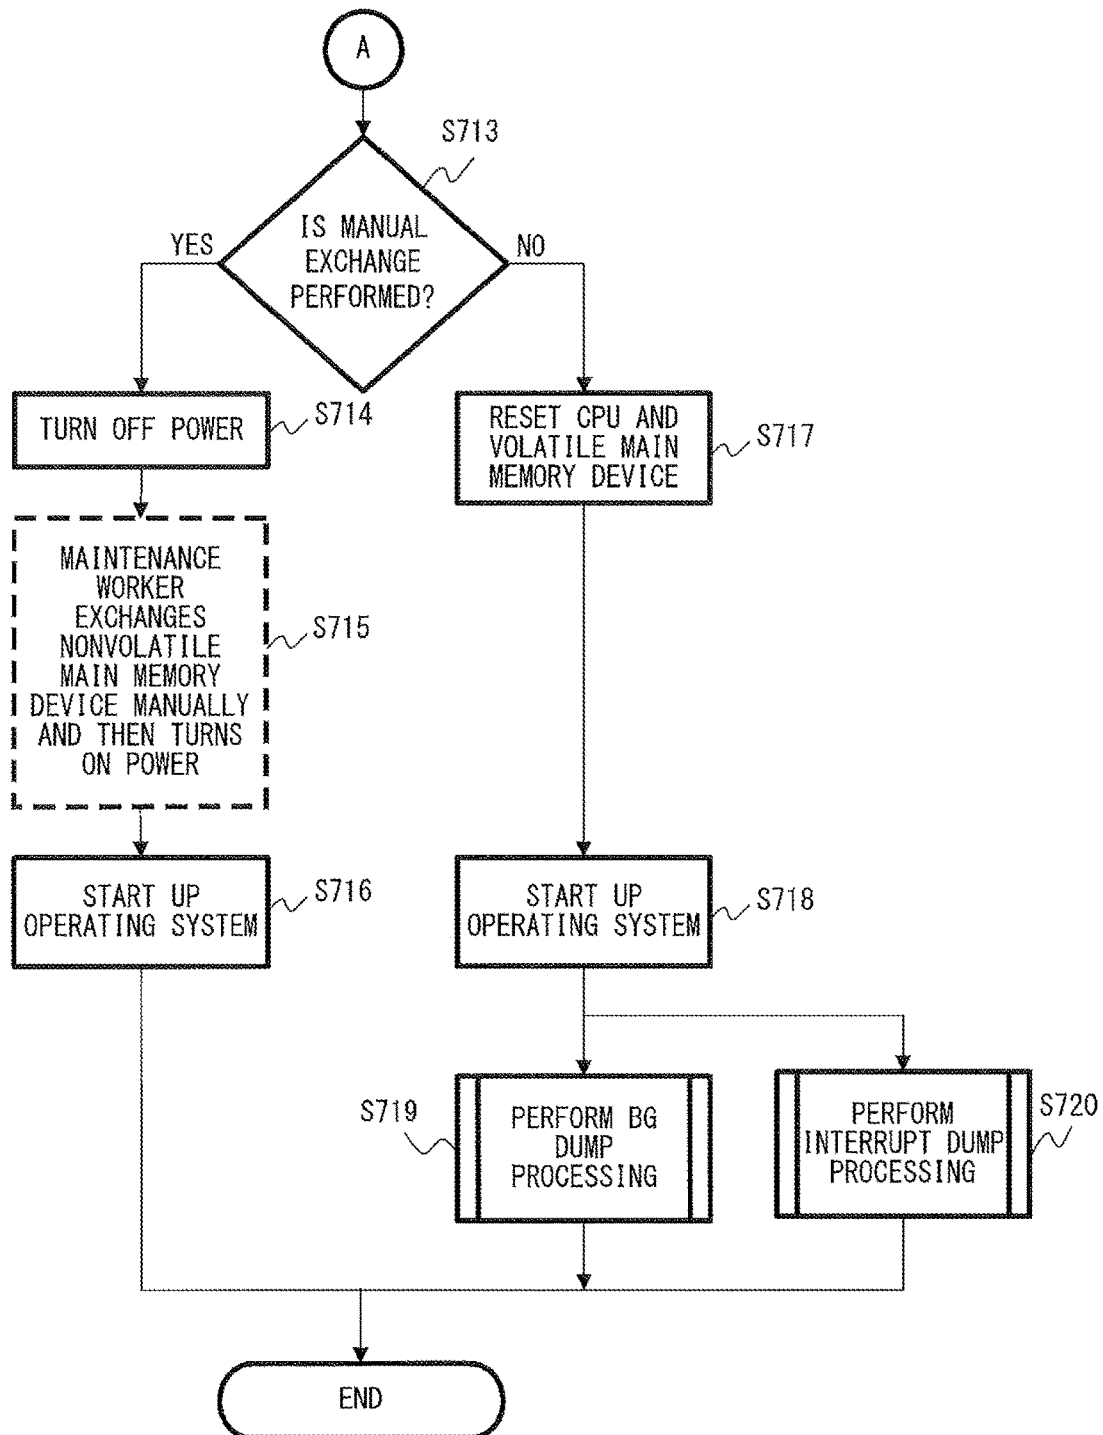 A
S713
IS MANUAL
EXCHANGE
PERFORMED?
YES
NO
TURN OFF POWER
S714
RESET CPU AND
VOLATILE MAIN
MEMORY DEVICE
S717
MAINTENANCE
WORKER
EXCHANGES
NONVOLATILE
MAIN MEMORY
DEVICE MANUALLY
AND THEN TURNS
ON POWER
S715
START UP
OPERATING SYSTEM
S716
START UP
OPERATING SYSTEM
S718
S719
PERFORM BG
DUMP
PROCESSING
PERFORM
INTERRUPT DUMP
PROCESSING
S720
END